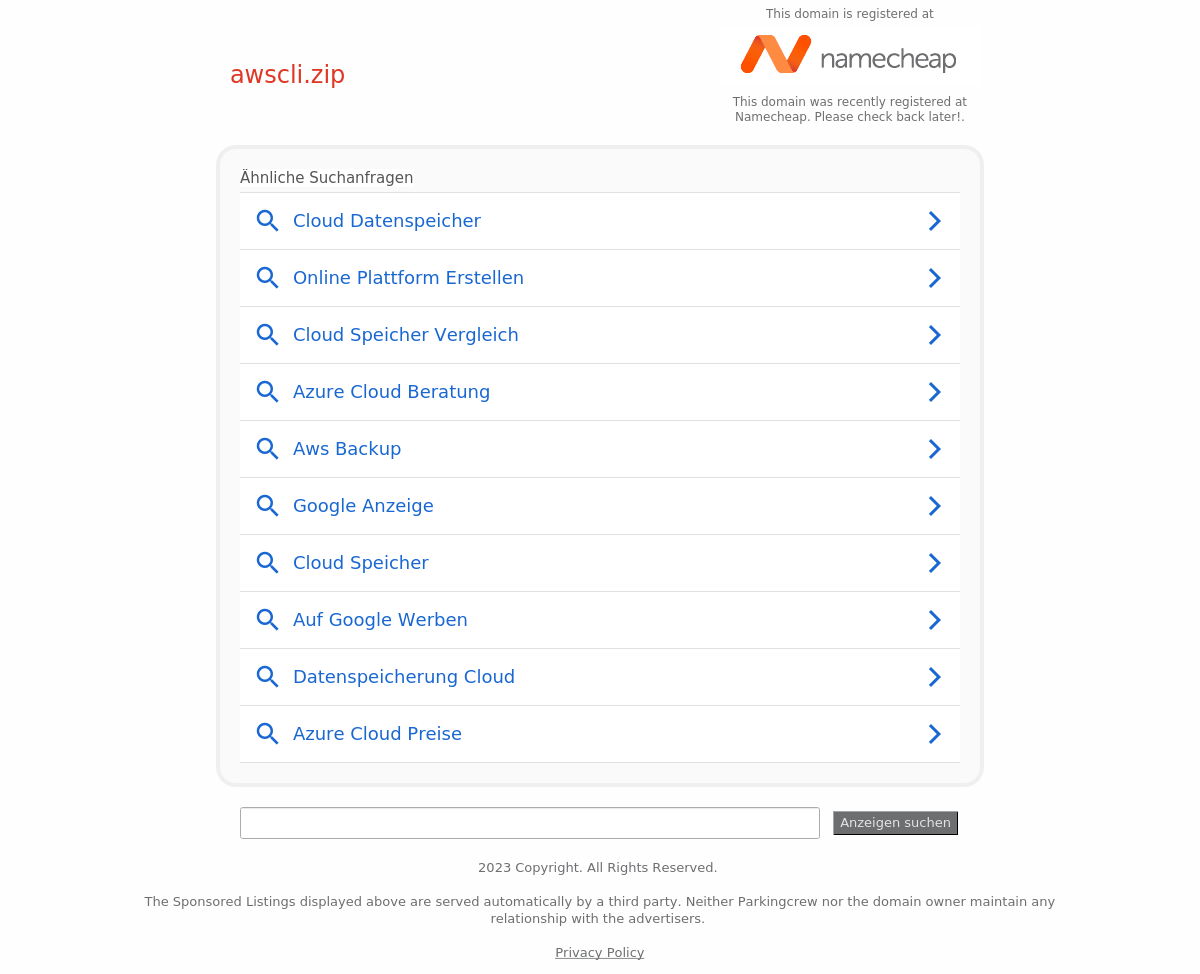 This domain is registered at
namecheap
awscli.zip
This domain was recently registered at
Namecheap. Please check back later!.
Ähnliche Suchanfragen
Cloud Datenspeicher
Online Plattform Erstellen
Cloud Speicher Vergleich
Azure Cloud Beratung
Aws Backup
Google Anzeige
Cloud Speicher
Auf Google Werben
Datenspeicherung Cloud
Azure Cloud Preise
Anzeigen suchen
2023 Copyright. All Rights Reserved.
The Sponsored Listings displayed above are served automatically by a third party. Neither Parkingcrew nor the domain owner maintain any
relationship with the advertisers.
Privacy Policy